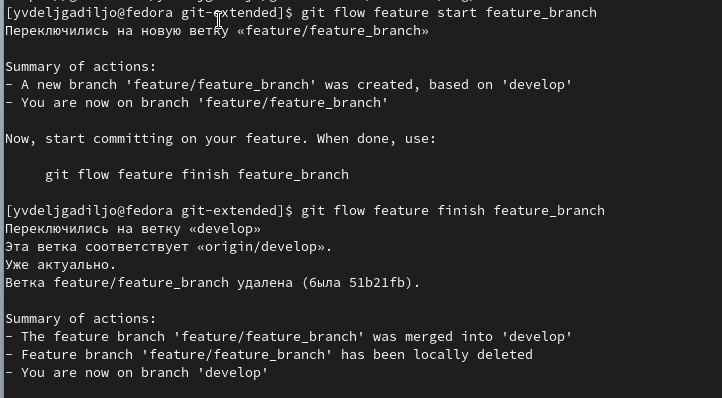 [yvdeljgadiljo@fedora git-extended]$ git flow feature start feature_branch
Переключились на новую ветку «feature/feature_branch»
Summary of actions:
- A new branch 'feature/feature_branch' was created, based on 'develop'
- You are now on branch 'feature/feature_branch'
Now, start committing on your feature. When done, use:
git flow feature finish feature_branch
[yvdeljgadiljo@fedora git-extended]$ git flow feature finish feature_branch
Переключились на ветку «develop»
Эта ветка соответствует «origin/develop».
Уже актуально.
Ветка feature/feature_branch удалена (была 51b21fb).
Summary of actions:
- The feature branch 'feature/feature_branch' was merged into 'develop'
- Feature branch 'feature/feature_branch' has been locally deleted
- You are now on branch 'develop'